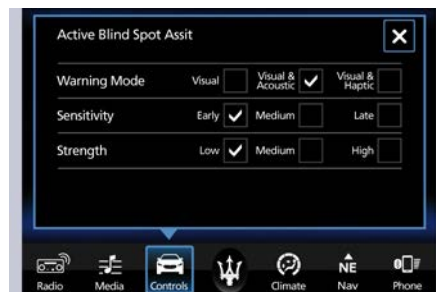 Active Blind Spot Assit
Warning Mode Visual Visual & Acoustic Visual & Haptic
Sensitivity Early Medium Late
Strength Low Medium High
Radio Media Controls Climate NE Nav Phone